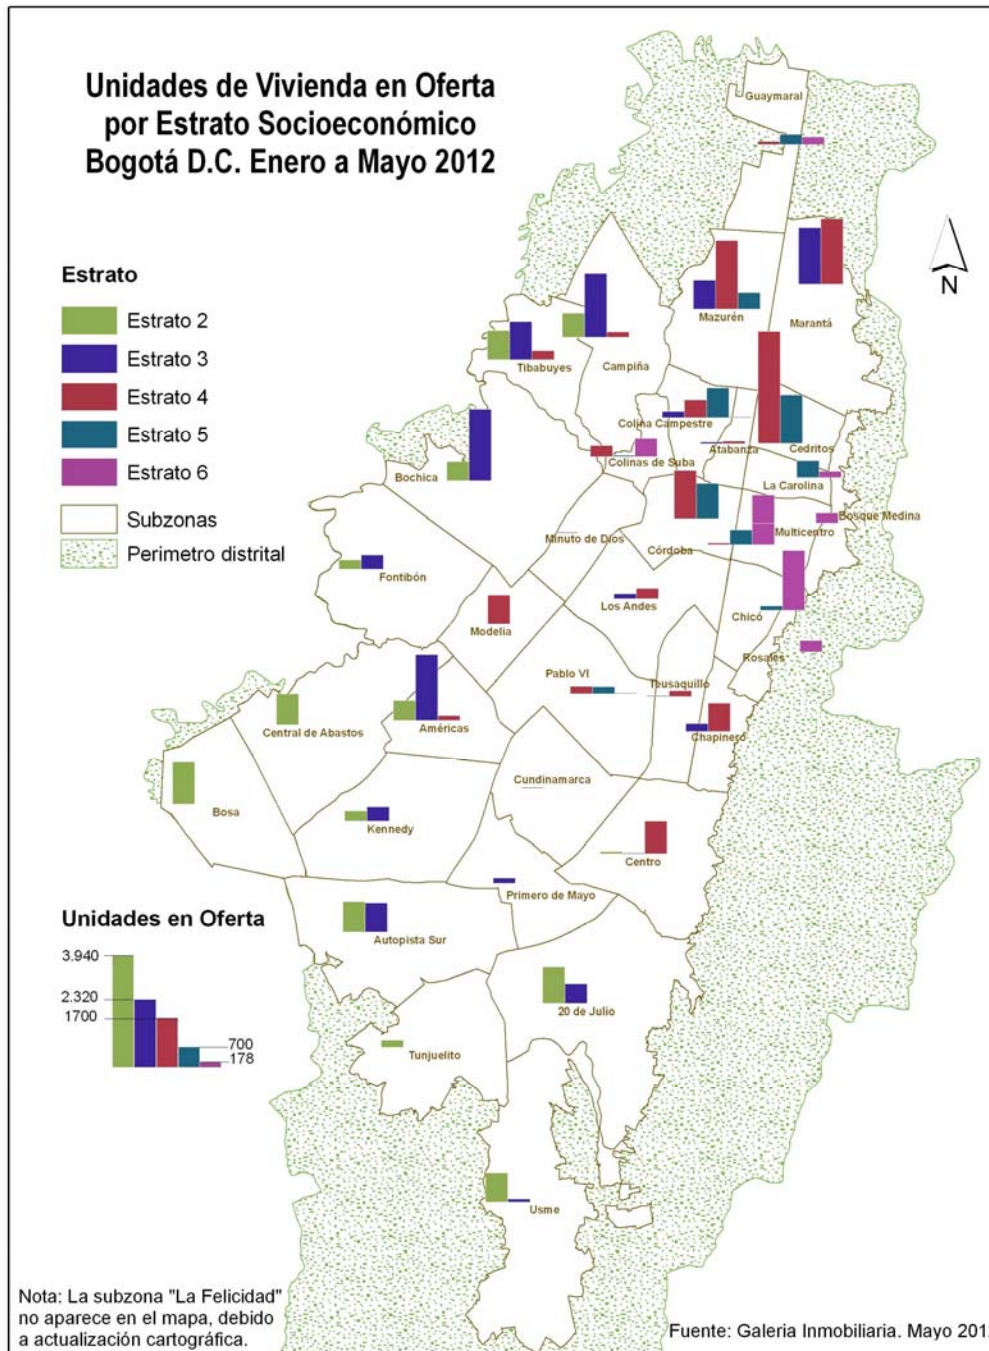 Unidades de Vivienda en Oferta
por Estrato Socioeconómico
Bogotá D.C. Enero a Mayo 2012
Guaymaral
N
Estrato
Estrato 2
Estrato 3
Estrato 4
Estrato 5
Estrato 6
Subzonas
Perimetro distrital
Mazurén
Marantá
Tibabuyes
Campiña
Colina Campestre
Atabanza
Cedritos
Colinas de Suba
Bochica
La Carolina
Bosque Medina
Multicentro
Minuto de Dios
Córdoba
Fontibón
Los Andes
Chicó
Modelia
Rosales
Pablo VI
Teusaquillo
Central de Abastos
Américas
Chapinero
Cundinamarca
Bosa
Kennedy
Centro
Primero de Mayo
Autopista Sur
Unidades en Oferta
3.940
2.320
1700
700
178
20 de Julio
Tunjuelito
Usme
Nota: La subzona "La Felicidad"
no aparece en el mapa, debido
a actualización cartográfica.
Fuente: Galeria Inmobiliaria. Mayo 201